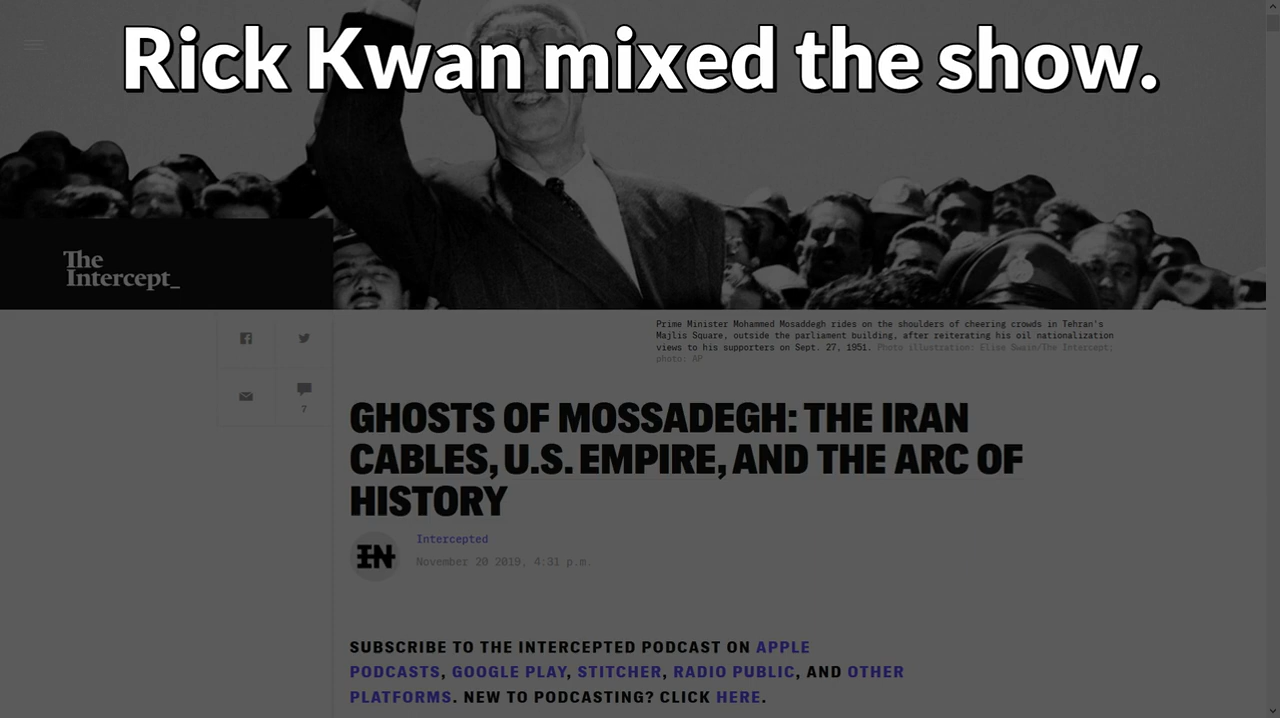 Rick Kwan mixed the show.
The
Intercept_
Prime Minister Mohammed Mosaddegh rides on the shoulders of cheering crowds in Tehran's
Majlis Square, outside the parliament building, after reiterating his oil nationalization
views to his supporters on Sept. 27, 1951. Photo illustration: Elise Swain/The Intercept;
photo: AP
7
GHOSTS OF MOSSADEGH: THE IRAN
CABLES, U.S. EMPIRE, AND THE ARC OF
HISTORY
IN
Intercepted
November 20 2019, 4:31 p.m.
SUBSCRIBE TO THE INTERCEPTED PODCAST ON APPLE
PODCASTS, GOOGLE PLAY, STITCHER, RADIO PUBLIC, AND OTHER
PLATFORMS. NEW TO PODCASTING? CLICK HERE.